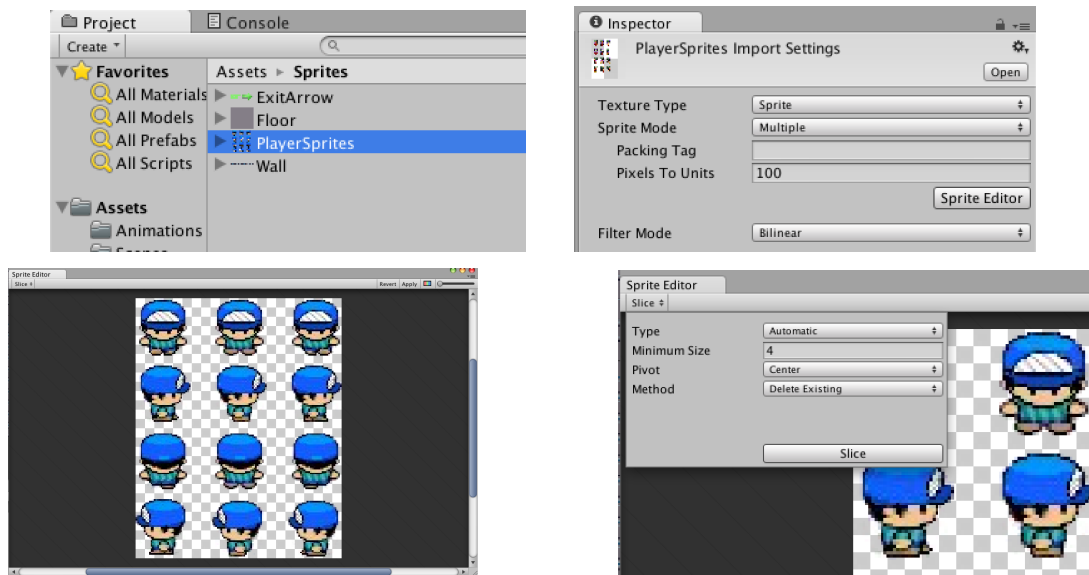 Project
Console
Create
Favorites
All Materials
All Models
All Prefabs
All Scripts
Assets
Animations
Assets Sprites
ExitArrow
Floor
PlayerSprites
Wall
Inspector
PlayerSprites Import Settings
Open
Texture Type Sprite
Sprite Mode Multiple
Packing Tag
Pixels To Units 100
Sprite Editor
Filter Mode Bilinear
Sprite Editor
Slice Revert Apply
Sprite Editor
Slice
Type Automatic
Minimum Size 4
Pivot Center
Method Delete Existing
Slice